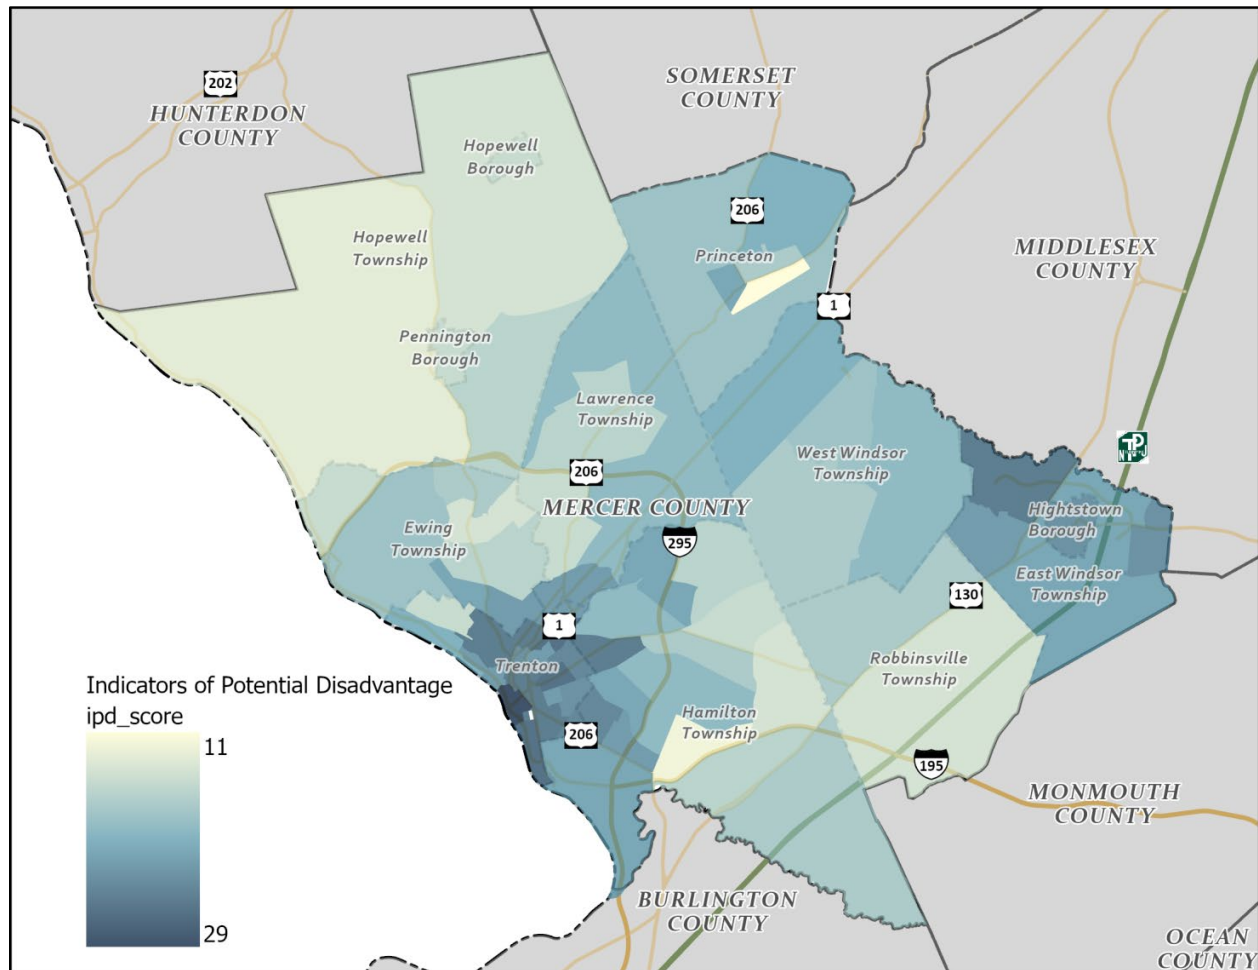 202
HUNTERDON
COUNTY
SOMERSET
COUNTY
Hopewell
Borough
206
Hopewell
Township
Princeton
MIDDLESEX
COUNTY
1
Pennington
Borough
Lawrence
Township
West Windsor
Township
206
MERCER COUNTY
Hightstown
Borough
Ewing
Township
295
East Windsor
Township
130
1
Trenton
Robbinsville
Township
Indicators of Potential Disadvantage
ipd_score
11
Hamilton
Township
206
195
MONMOUTH
COUNTY
BURLINGTON
COUNTY
29
OCEAN
COUNTY